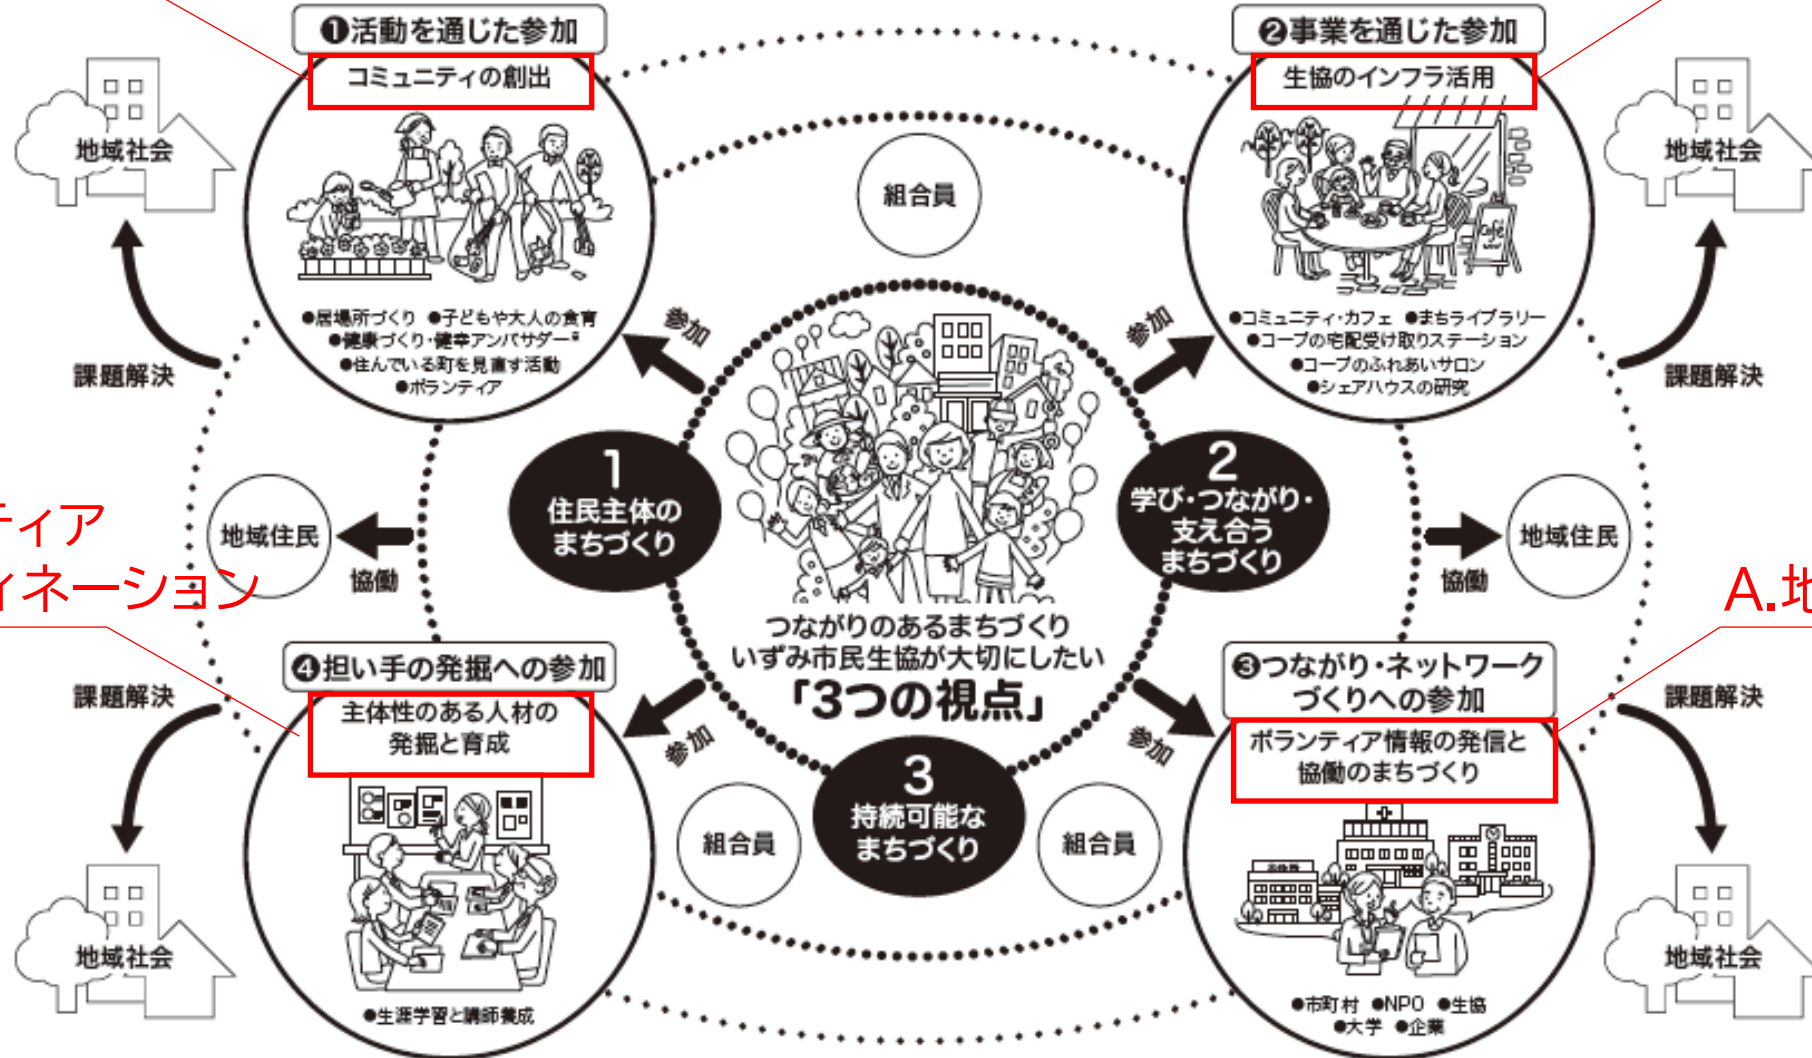 ❶活動を通じた参加
コミュニティの創出
●居場所づくり ●子どもや大人の食育
●健康づくり・健幸アンバサダー※
●住んでいる町を見直す活動
●ボランティア
❷事業を通じた参加
生協のインフラ活用
Cafe
●コミュニティ・カフェ ●まちライブラリー
●コープの宅配受け取りステーション
●コープのふれあいサロン
●シェアハウスの研究
地域社会
地域社会
組合員
参加
参加
課題解決
課題解決
1
住民主体の
まちづくり
2
学び・つながり・
支え合う
まちづくり
地域住民
協働
地域住民
協働
ティア
ィネーション
A.地
つながりのあるまちづくり
いずみ市民生協が大切にしたい
「3つの視点」
3
持続可能な
まちづくり
参加
参加
組合員
組合員
課題解決
課題解決
❹担い手の発掘への参加
主体性のある人材の
発掘と育成
●生涯学習と講師養成
❸つながり・ネットワーク
づくりへの参加
ボランティア情報の発信と
協働のまちづくり
●市町村 ●NPO ●生協
●大学 ●企業
地域社会
地域社会